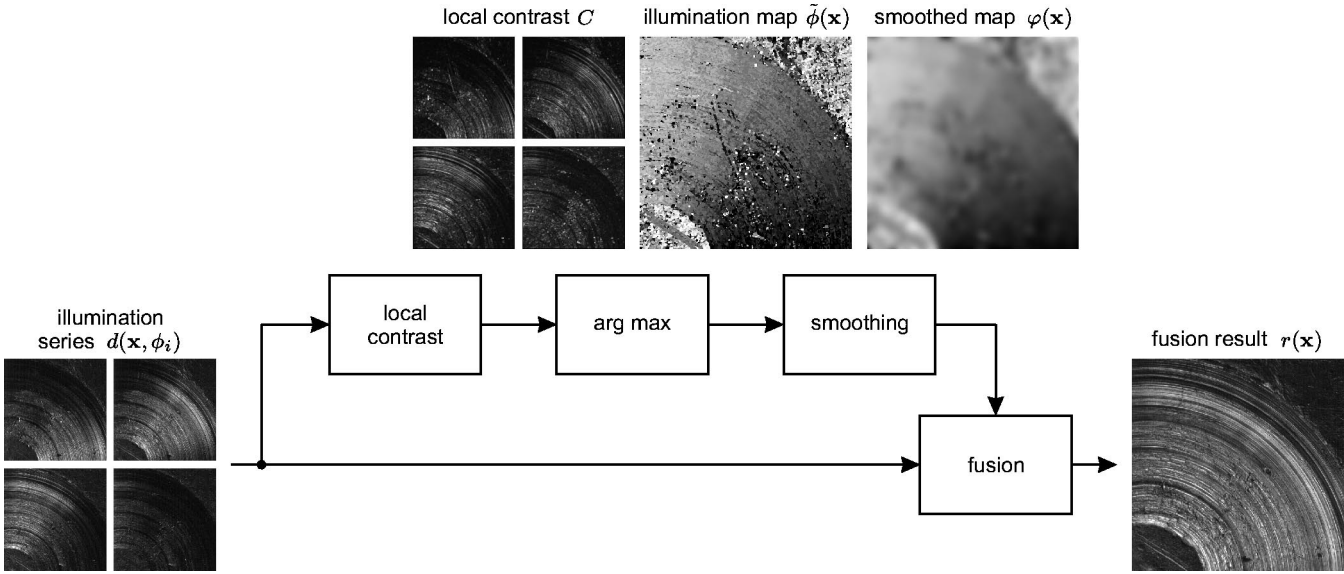 local contrast C
illumination map ϕ̃(x)
smoothed map φ(x)
illumination
series d(x, ϕᵢ)
local
contrast
arg max
smoothing
fusion
fusion result r(x)